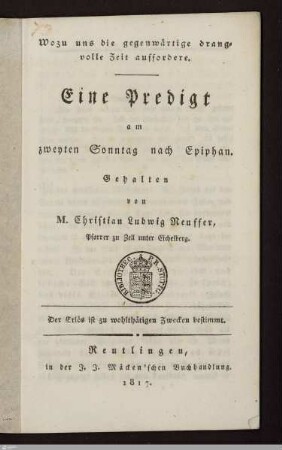 Wozu uns die gegenwärtige drang-
volle Zeit auffordere.
Eine Predigt
am
zweyten Sonntag nach Epiphan.
Gehalten
von
M. Christian Ludwig Neuffer,
Pfarrer zu Zell unter Eichelberg.
BIBLIOTHEC. P. R. STUTTG.
Der Erlös ist zu wohlthätigen Zwecken bestimmt.
Reutlingen,
in der J. J. Mäcken'schen Buchhandlung.
1817.